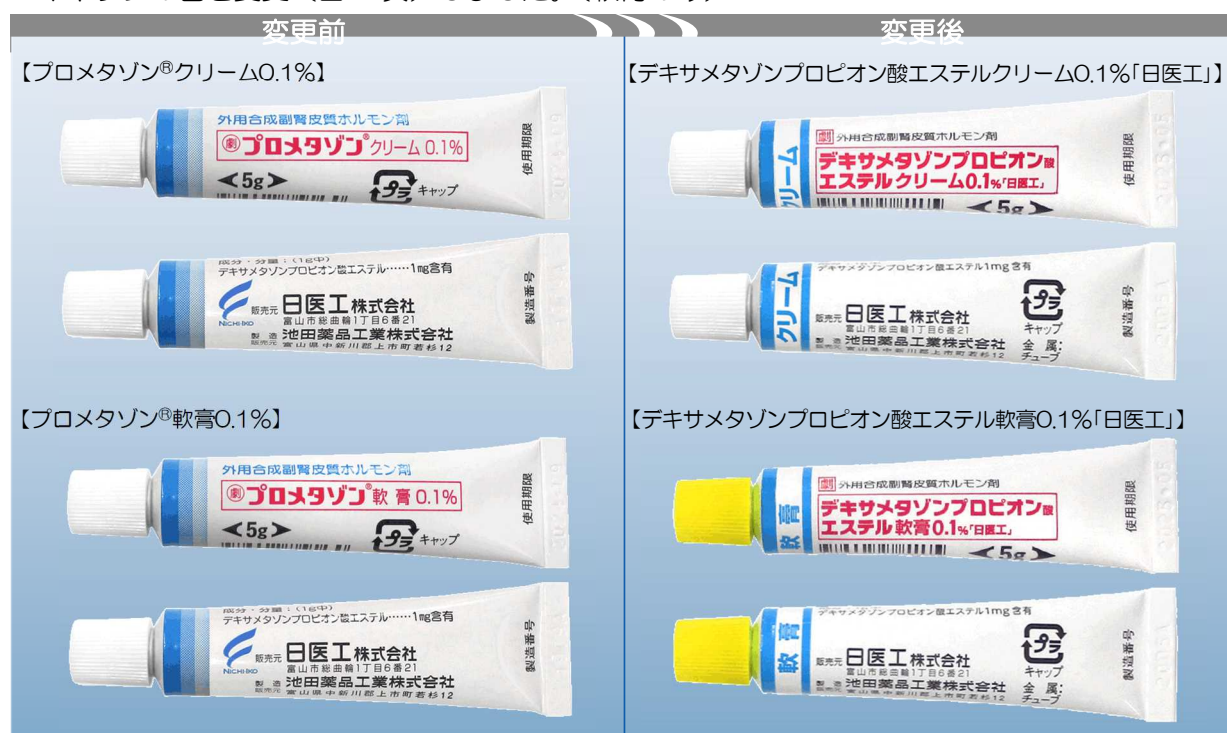 変更前
変更後
【プロメタゾン®クリーム0.1%】
外用合成副腎皮質ホルモン剤
劇 プロメタゾン®クリーム 0.1%
5g
プラ キャップ
使用期限
成分・分量:(1g中)
デキサメタゾンプロピオン酸エステル……1mg含有
NICHI-IKO
販売元 日医工株式会社
富山市総曲輪1丁目6番21
製造販売元 池田薬品工業株式会社
富山県中新川郡上市町若杉12
製造番号
【デキサメタゾンプロピオン酸エステルクリーム0.1%「日医工」】
クリーム
劇 外用合成副腎皮質ホルモン剤
デキサメタゾンプロピオン酸
エステルクリーム0.1%「日医工」
5g
使用期限
クリーム
デキサメタゾンプロピオン酸エステル1mg含有
販売元 日医工株式会社
富山市総曲輪1丁目6番21
製造販売元 池田薬品工業株式会社
富山県中新川郡上市町若杉12
プラ
キャップ
金属:
チューブ
製造番号
【プロメタゾン®軟膏0.1%】
外用合成副腎皮質ホルモン剤
劇 プロメタゾン®軟膏 0.1%
5g
プラ キャップ
使用期限
成分・分量:(1g中)
デキサメタゾンプロピオン酸エステル……1mg含有
NICHI-IKO
販売元 日医工株式会社
富山市総曲輪1丁目6番21
製造販売元 池田薬品工業株式会社
富山県中新川郡上市町若杉12
製造番号
【デキサメタゾンプロピオン酸エステル軟膏0.1%「日医工」】
軟膏
劇 外用合成副腎皮質ホルモン剤
デキサメタゾンプロピオン酸
エステル軟膏0.1%「日医工」
5g
使用期限
軟膏
デキサメタゾンプロピオン酸エステル1mg含有
販売元 日医工株式会社
富山市総曲輪1丁目6番21
製造販売元 池田薬品工業株式会社
富山県中新川郡上市町若杉12
プラ
キャップ
金属:
チューブ
製造番号